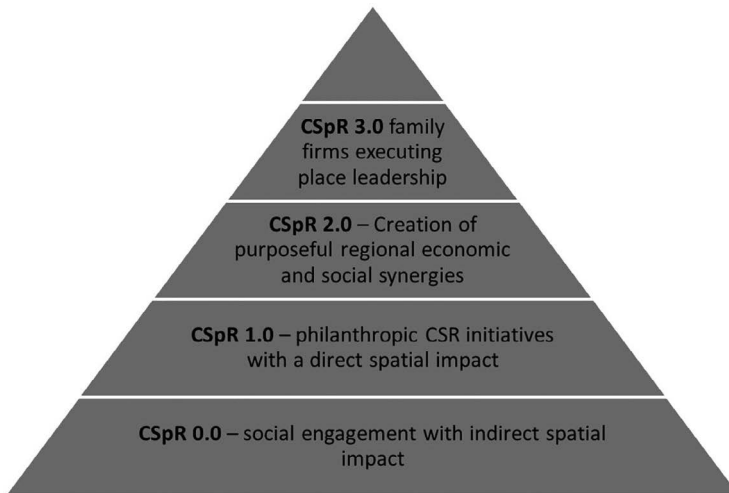 CSpR 3.0 family
firms executing
place leadership
CSpR 2.0 – Creation of
purposeful regional economic
and social synergies
CSpR 1.0 – philanthropic CSR initiatives
with a direct spatial impact
CSpR 0.0 – social engagement with indirect spatial
impact